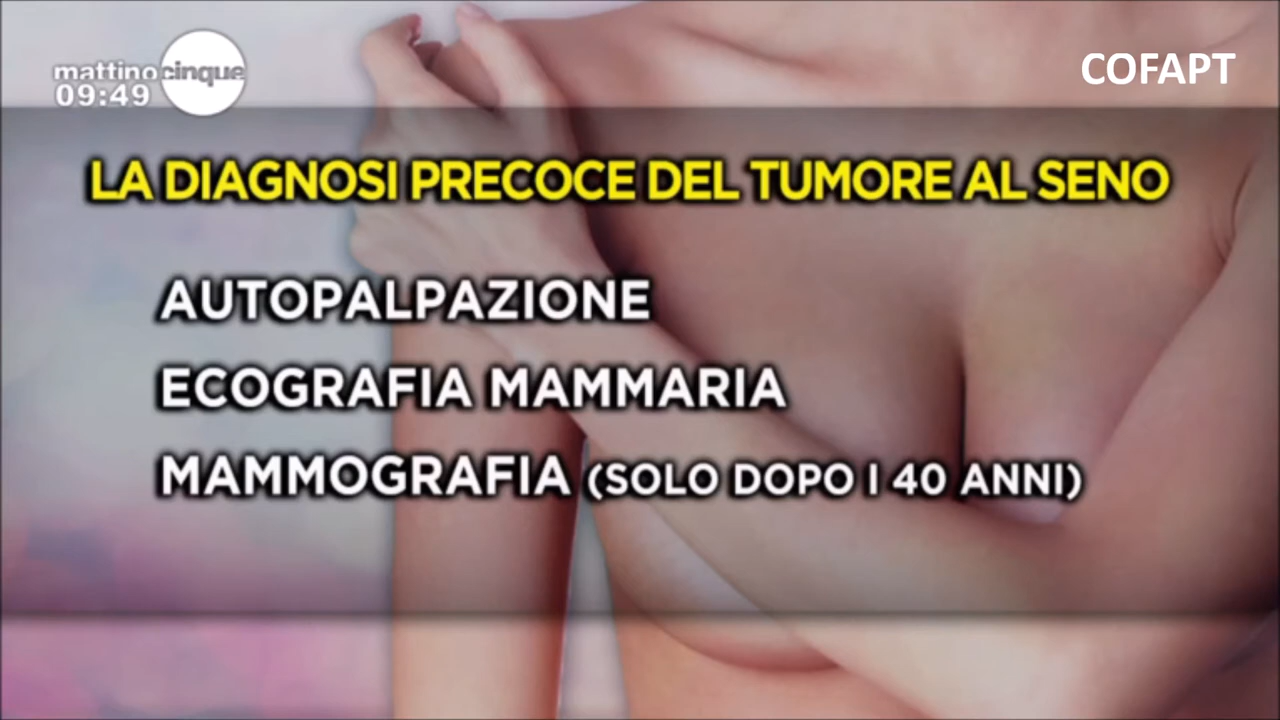 mattino cinque
09:49
COFAPT
LA DIAGNOSI PRECOCE DEL TUMORE AL SENO
AUTOPALPAZIONE
ECOGRAFIA MAMMARIA
MAMMOGRAFIA (SOLO DOPO I 40 ANNI)